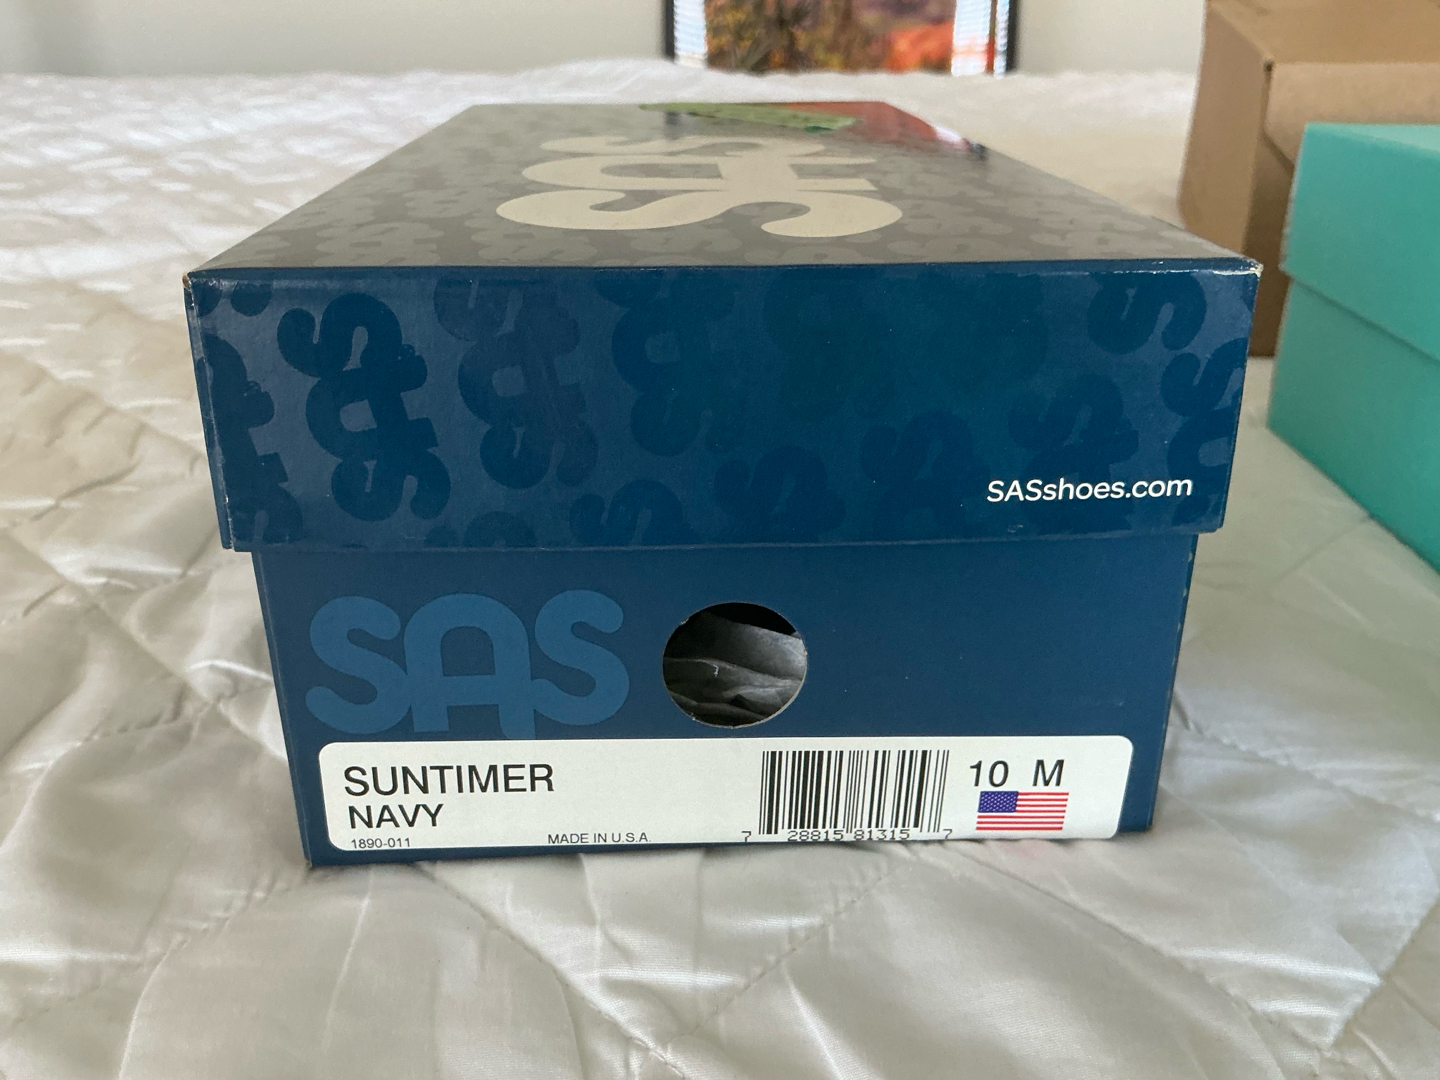 SAS
SASshoes.com
SAS
SUNTIMER
NAVY
1890-011
MADE IN U.S.A.
7 28815 81315 7
10 M